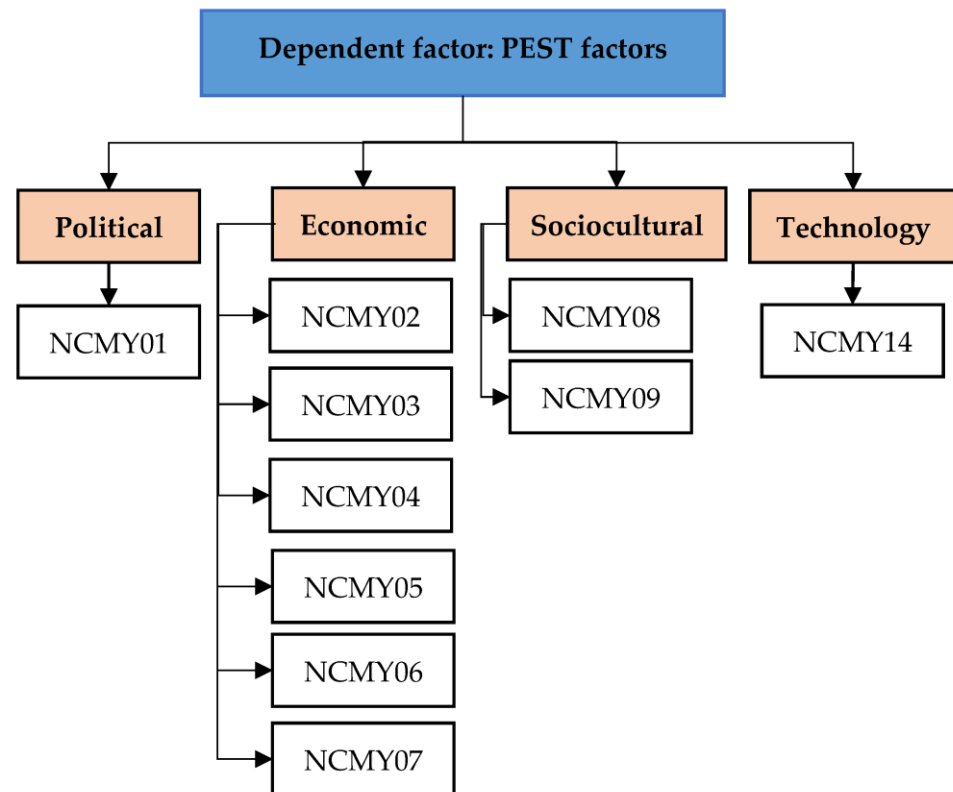 Dependent factor: PEST factors
Political
Economic
Sociocultural
Technology
NCMY01
NCMY02
NCMY03
NCMY04
NCMY05
NCMY06
NCMY07
NCMY08
NCMY09
NCMY14